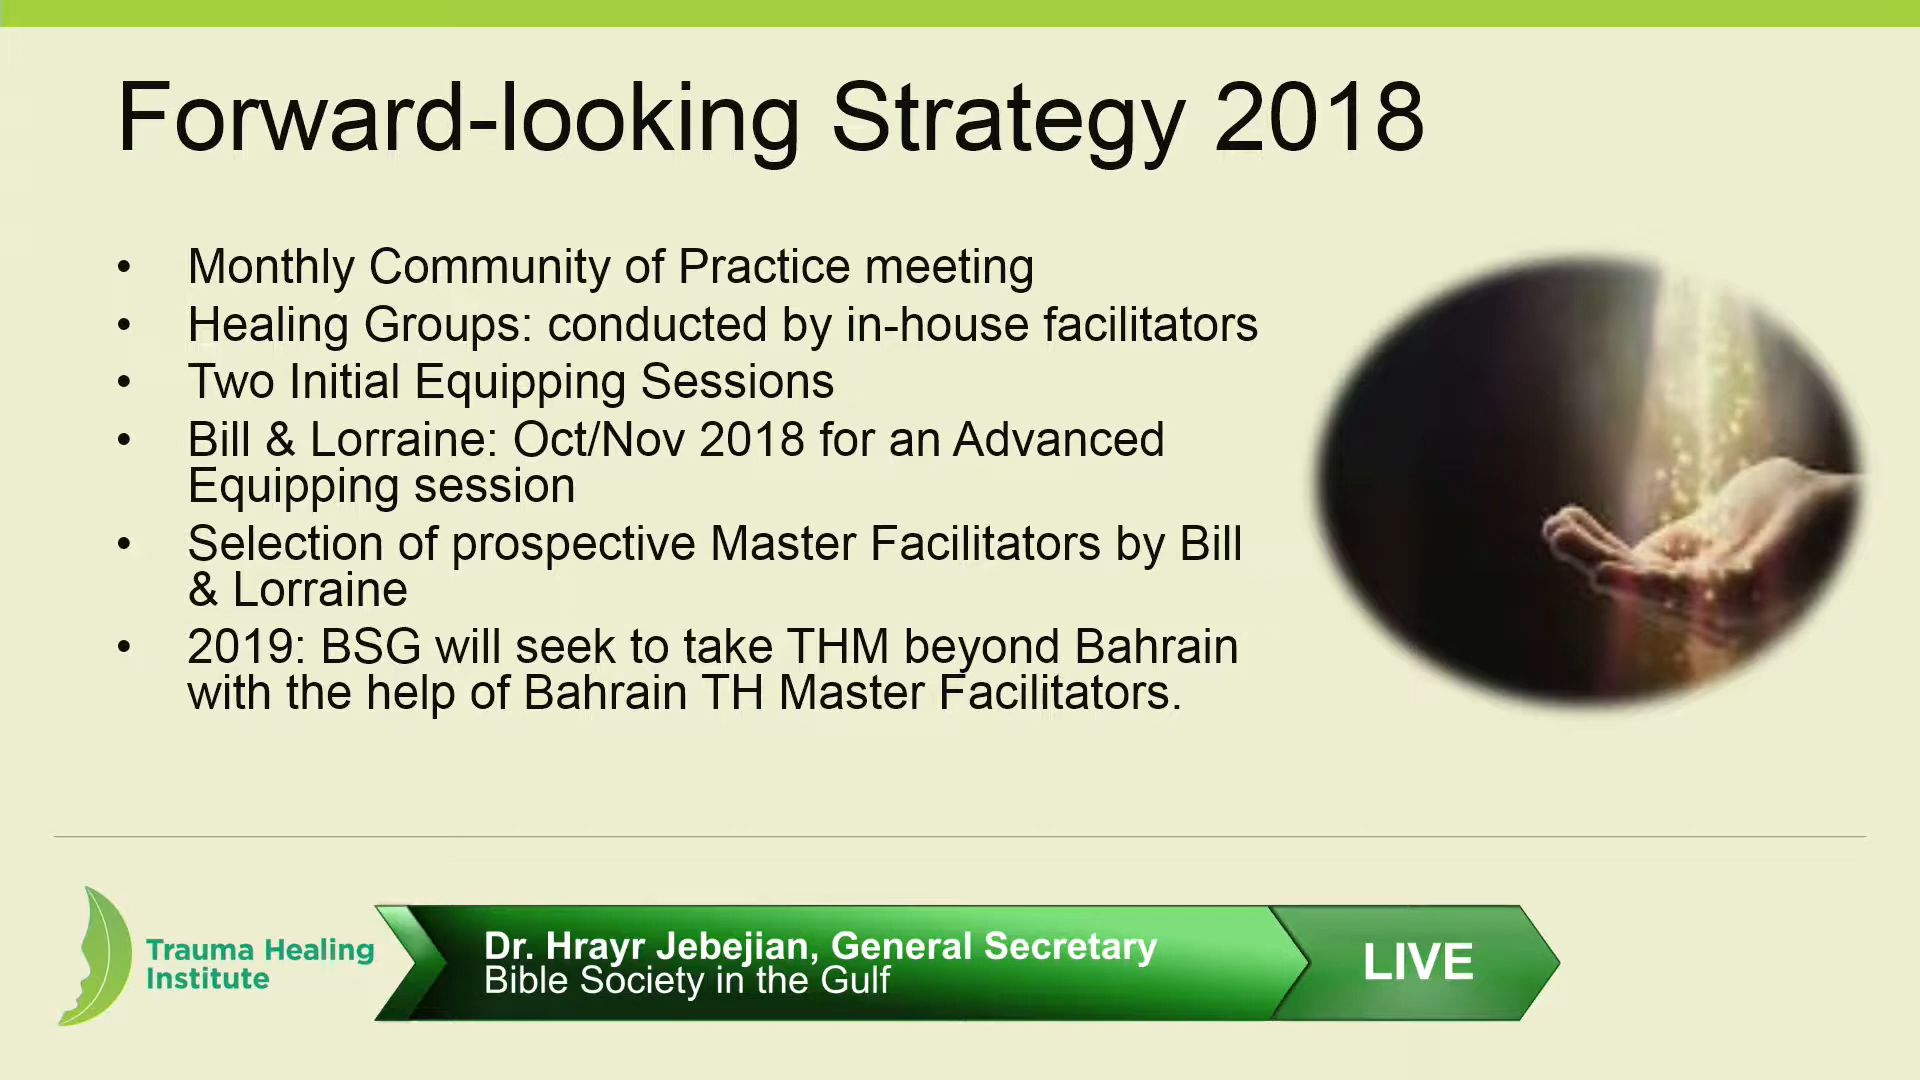 Forward-looking Strategy 2018
• Monthly Community of Practice meeting
• Healing Groups: conducted by in-house facilitators
• Two Initial Equipping Sessions
• Bill & Lorraine: Oct/Nov 2018 for an Advanced
Equipping session
• Selection of prospective Master Facilitators by Bill
& Lorraine
• 2019: BSG will seek to take THM beyond Bahrain
with the help of Bahrain TH Master Facilitators.
Trauma Healing
Institute
Dr. Hrayr Jebejian, General Secretary
Bible Society in the Gulf
LIVE